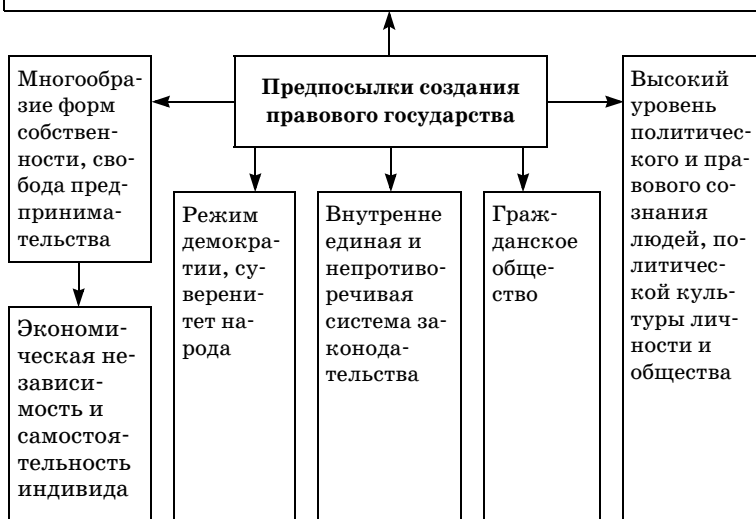 Предпосылки создания
правового государства
Многообра-
зие форм
собствен-
ности, сво-
бода пред-
принима-
тельства
Экономи-
ческая не-
зависи-
мость и
самостоя-
тельность
индивида
Режим
демокра-
тии, су-
верени-
тет на-
рода
Внутренне
единая и
непротиво-
речивая
система за-
конода-
тельства
Граж-
данское
обще-
ство
Высокий
уровень
политичес-
кого и пра-
вового со-
знания
людей, по-
литичес-
кой куль-
туры лич-
ности и
общества